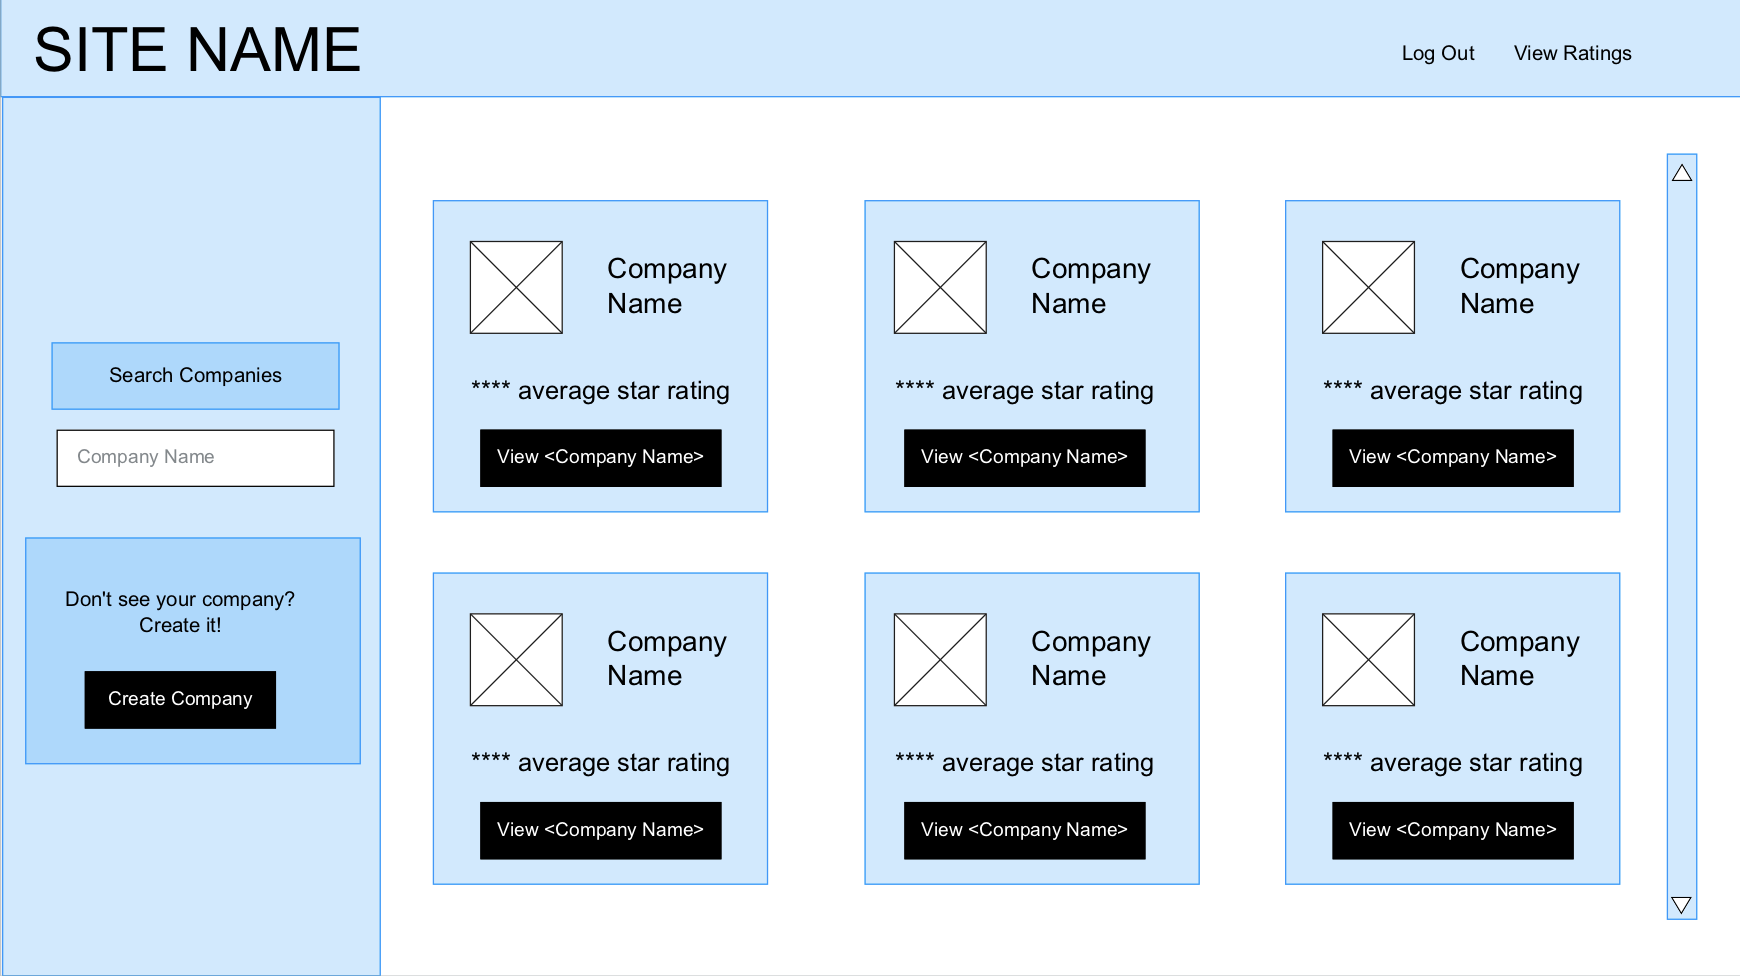 SITE NAME
Log Out
View Ratings
Search Companies
Company Name
Don't see your company?
Create it!
Create Company
Company
Name
**** average star rating
View <Company Name>
Company
Name
**** average star rating
View <Company Name>
Company
Name
**** average star rating
View <Company Name>
Company
Name
**** average star rating
View <Company Name>
Company
Name
**** average star rating
View <Company Name>
Company
Name
**** average star rating
View <Company Name>